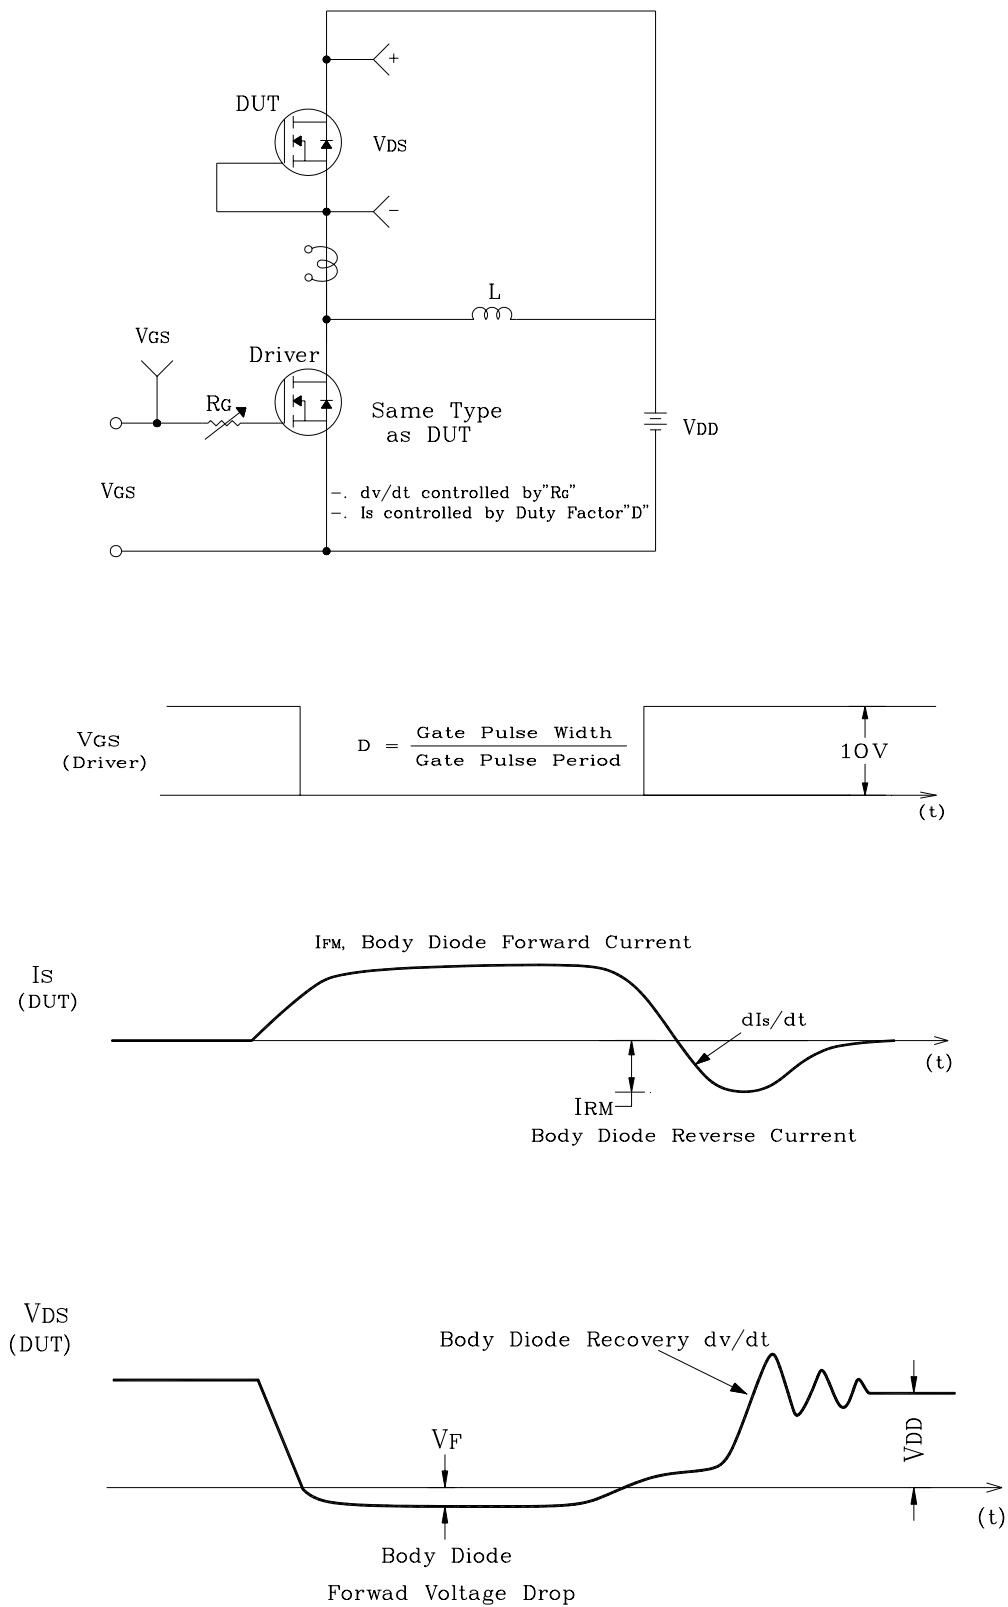 +
DUT
VDS
−
L
VGS
Driver
RG
Same Type
as DUT
VDD
VGS
−. dv/dt controlled by"RG"
−. Is controlled by Duty Factor"D"
VGS
(Driver)
D = Gate Pulse Width
Gate Pulse Period
10V
(t)
IFM, Body Diode Forward Current
IS
(DUT)
dIs/dt
(t)
IRM
Body Diode Reverse Current
VDS
(DUT)
Body Diode Recovery dv/dt
VF
VDD
(t)
Body Diode
Forwad Voltage Drop